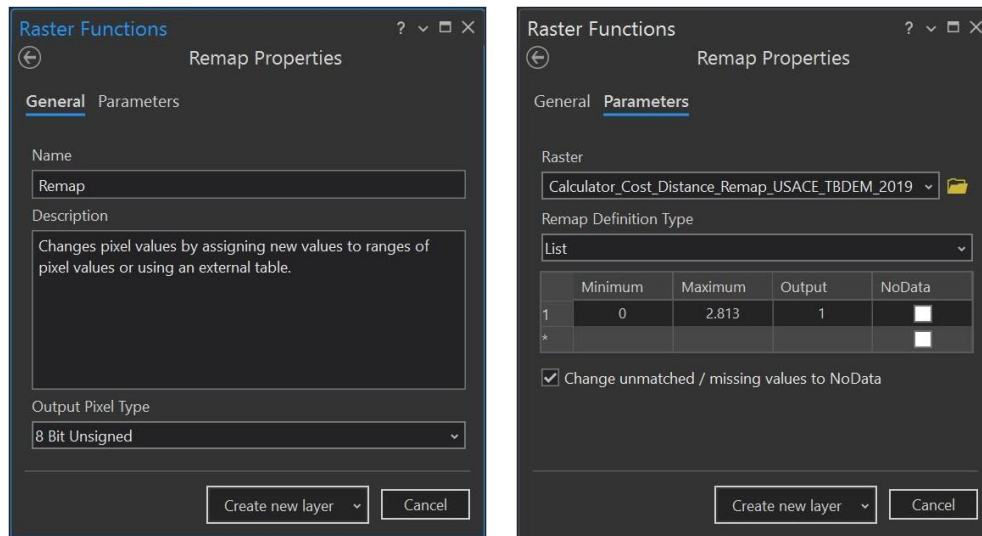 Raster Functions
?
Remap Properties
General Parameters
Name
Remap
Description
Changes pixel values by assigning new values to ranges of
pixel values or using an external table.
Output Pixel Type
8 Bit Unsigned
Create new layer
Cancel
Raster Functions
?
Remap Properties
General Parameters
Raster
Calculator_Cost_Distance_Remap_USACE_TBDEM_2019
Remap Definition Type
List
Minimum Maximum Output NoData
1 0 2.813 1
*
Change unmatched / missing values to NoData
Create new layer
Cancel